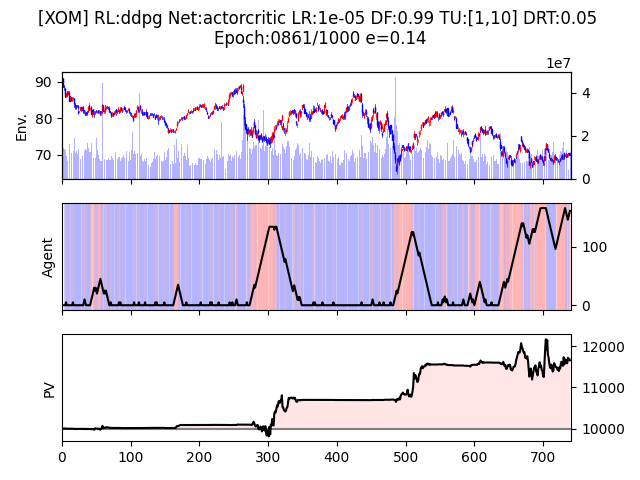 [XOM] RL:ddpg Net:actorcritic LR:1e-05 DF:0.99 TU:[1,10] DRT:0.05
Epoch:0861/1000 e=0.14
1e7
Env.
90
80
70
4
2
0
Agent
100
0
PV
12000
11000
10000
0 100 200 300 400 500 600 700